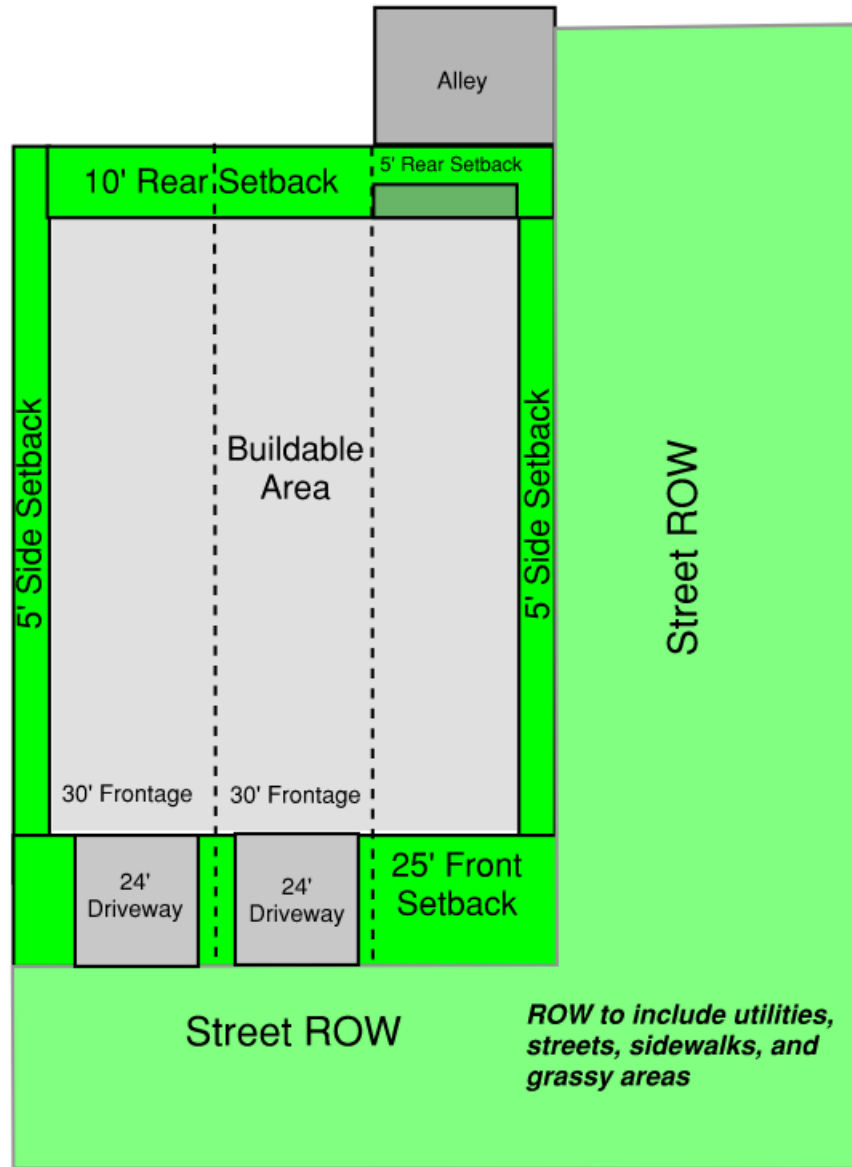 Alley
5' Rear Setback
10' Rear Setback
5' Side Setback
Buildable
Area
5' Side Setback
Street ROW
30' Frontage
30' Frontage
24'
Driveway
24'
Driveway
25' Front
Setback
Street ROW
ROW to include utilities,
streets, sidewalks, and
grassy areas